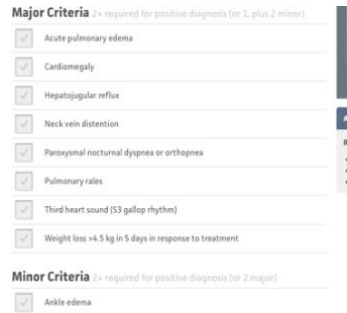 Major Criteria 2+ required for positive diagnosis (or 1, plus 2 minor)
Acute pulmonary edema
Cardiomegaly
Hepatojugular reflux
Neck vein distention
Paroxysmal nocturnal dyspnea or orthopnea
Pulmonary rales
Third heart sound (S3 gallop rhythm)
Weight loss >4.5 kg in 5 days in response to treatment
Minor Criteria 2+ required for positive diagnosis (or 2 major)
Ankle edema